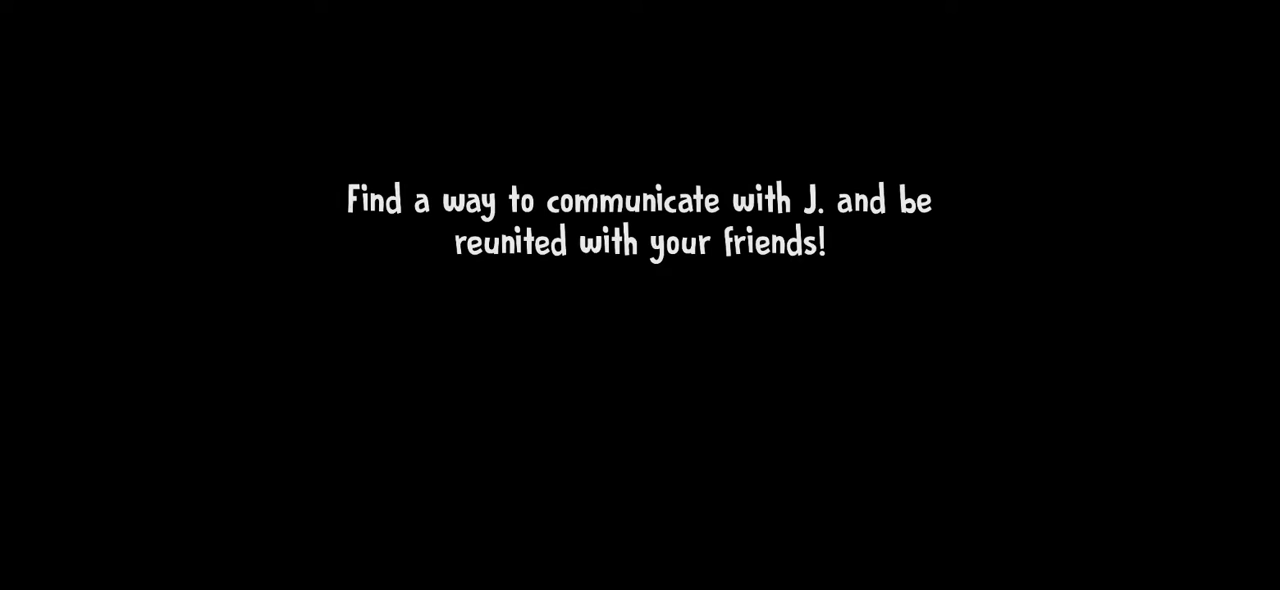 Find a way to communicate with J. and be
reunited with your friends!